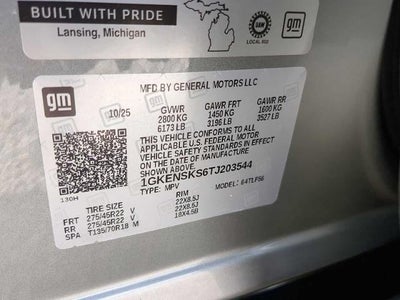 BUILT WITH PRIDE
Lansing, Michigan
UAW
LOCAL 602
gm
gm
10/25
MFD BY GENERAL MOTORS LLC
GVWR GAWR FRT GAWR RR
2800 KG 1450 KG 1600 KG
6173 LB 3196 LB 3527 LB
THIS VEHICLE CONFORMS TO ALL
APPLICABLE U.S. FEDERAL MOTOR
VEHICLE SAFETY STANDARDS IN EFFECT
ON THE DATE OF MANUFACTURE
SHOWN ABOVE.
1GKENSKS6TJ203544
TYPE: MPV MODEL: 64TLFS6
130H
TIRE SIZE RIM
FRT 275/45R22 V 22X8.5J
RR 275/45R22 V 22X8.5J
SPA T135/70R18 M 18X4.5B